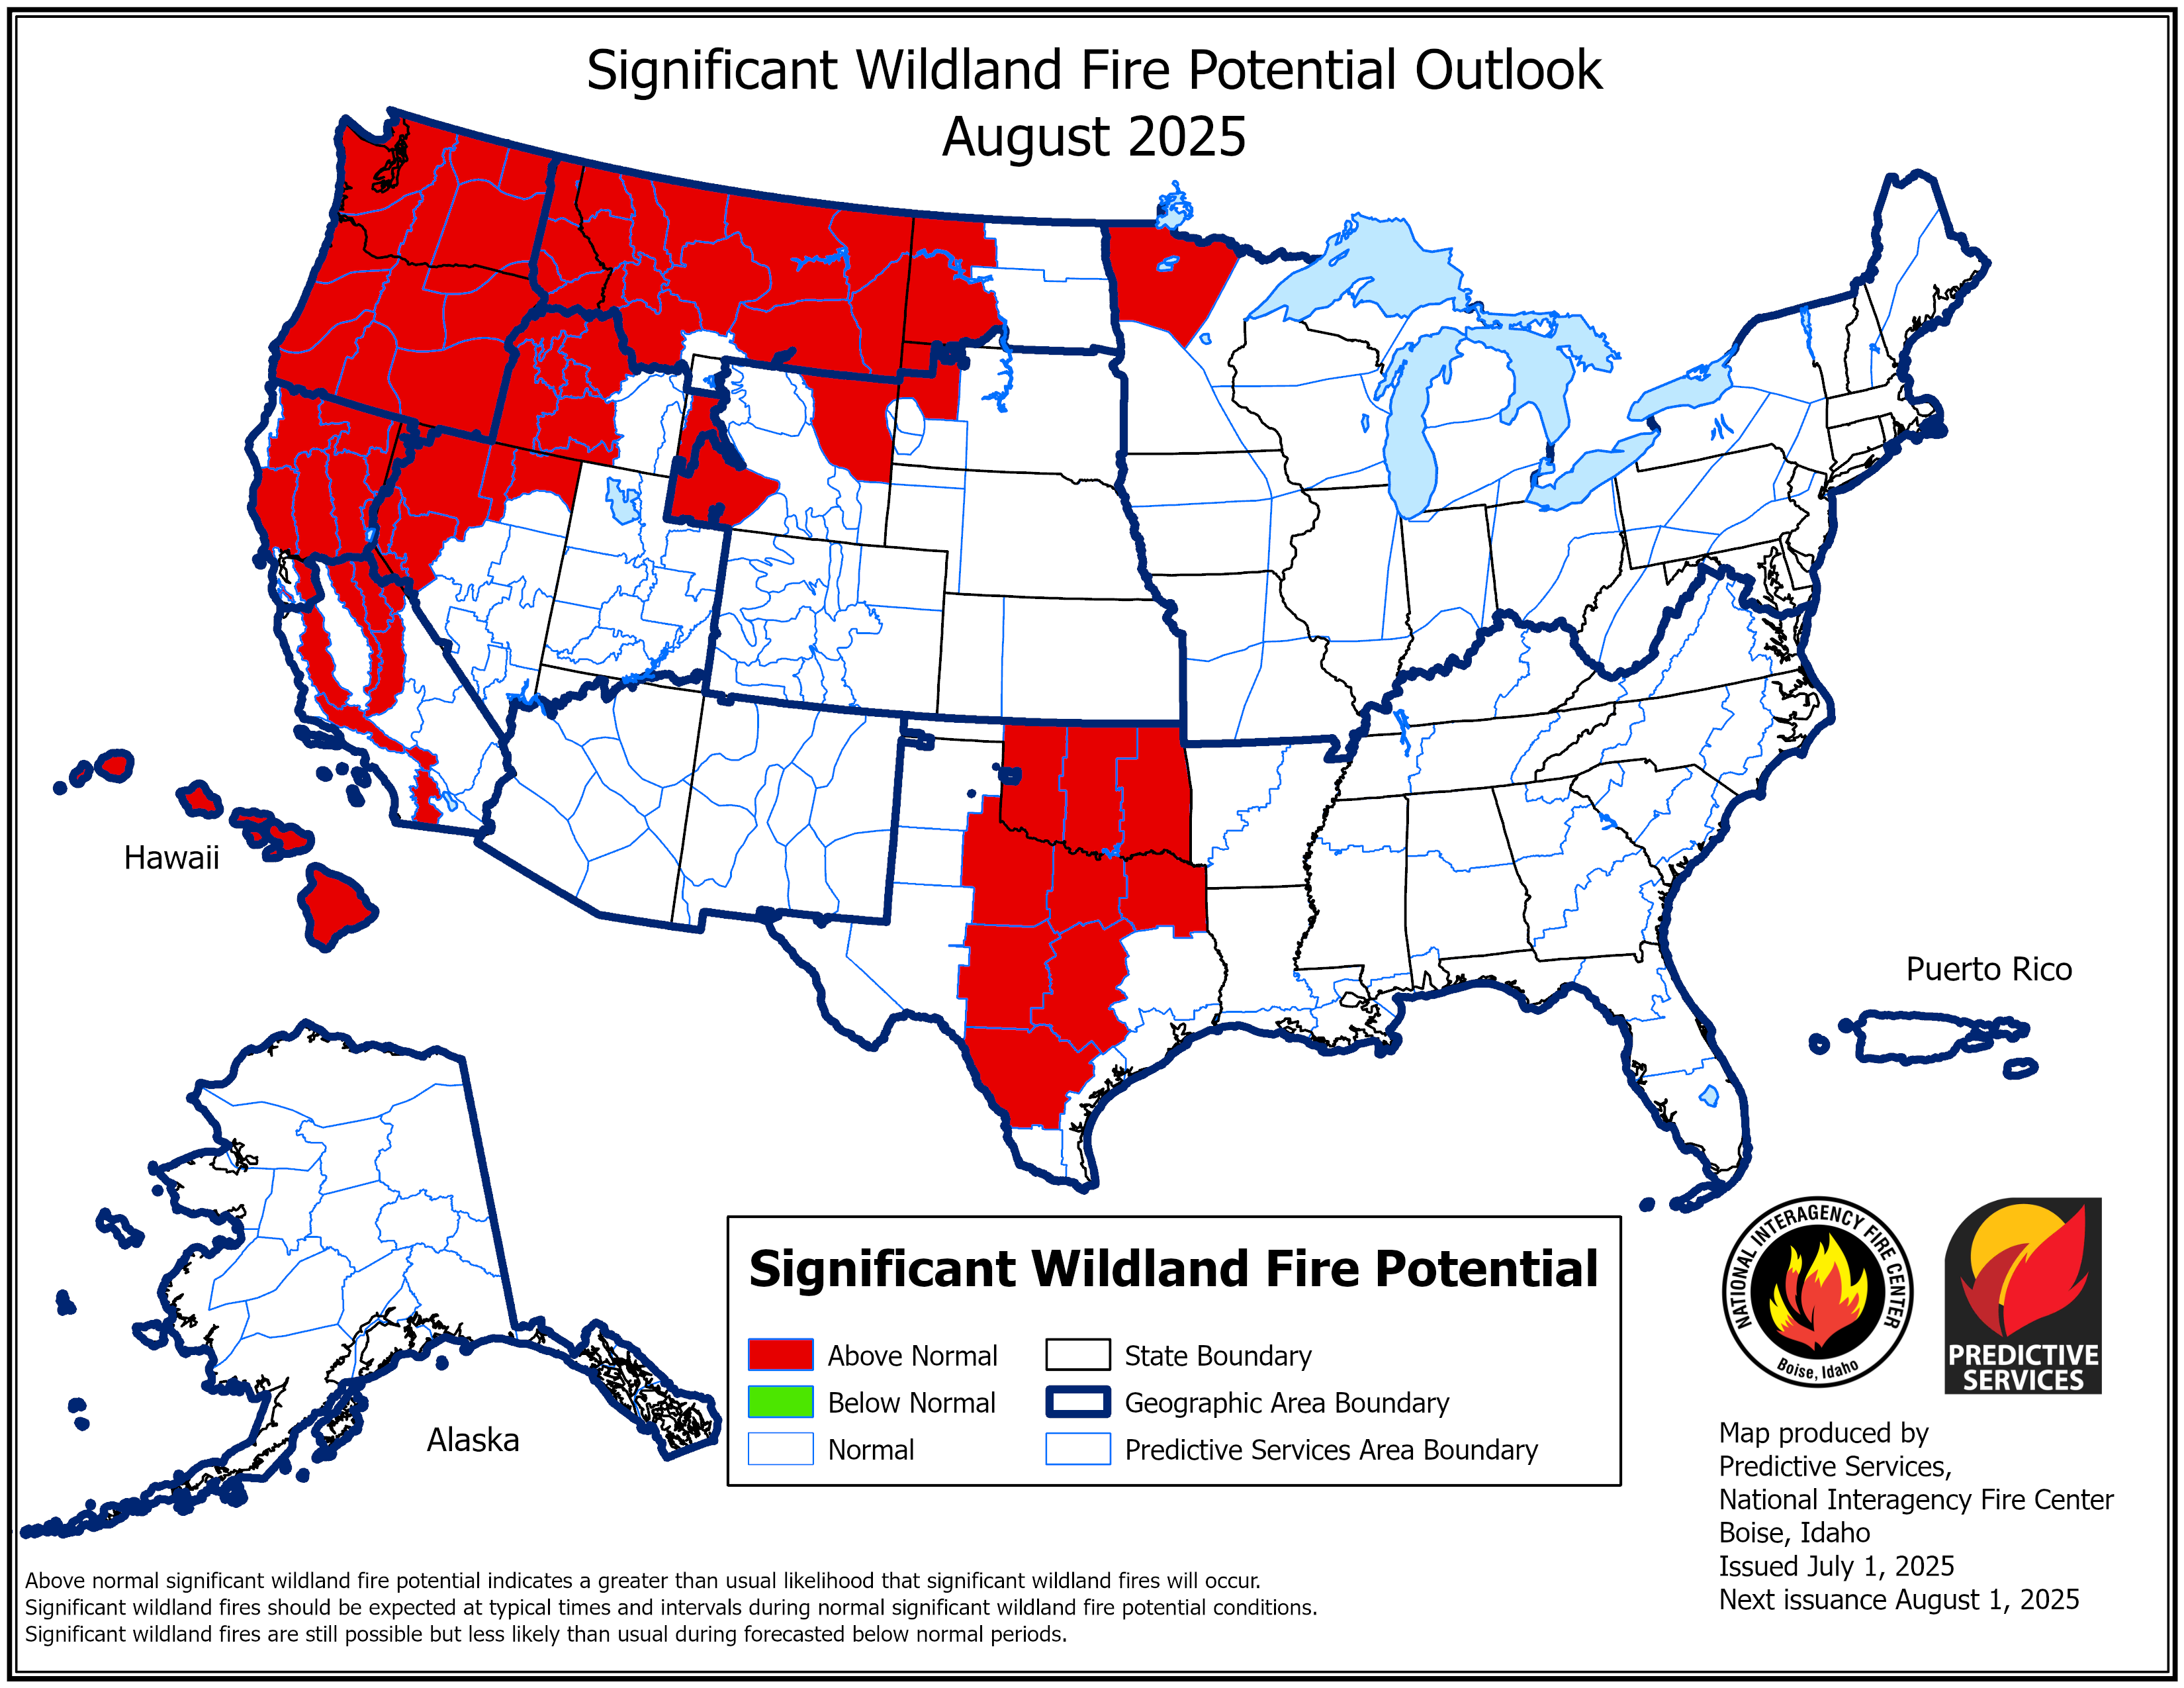 Significant Wildland Fire Potential Outlook
August 2025
Hawaii
Puerto Rico
Alaska
Significant Wildland Fire Potential
Above Normal
Below Normal
Normal
State Boundary
Geographic Area Boundary
Predictive Services Area Boundary
NATIONAL INTERAGENCY FIRE CENTER
Boise, Idaho
PREDICTIVE
SERVICES
Map produced by
Predictive Services,
National Interagency Fire Center
Boise, Idaho
Issued July 1, 2025
Next issuance August 1, 2025
Above normal significant wildland fire potential indicates a greater than usual likelihood that significant wildland fires will occur.
Significant wildland fires should be expected at typical times and intervals during normal significant wildland fire potential conditions.
Significant wildland fires are still possible but less likely than usual during forecasted below normal periods.